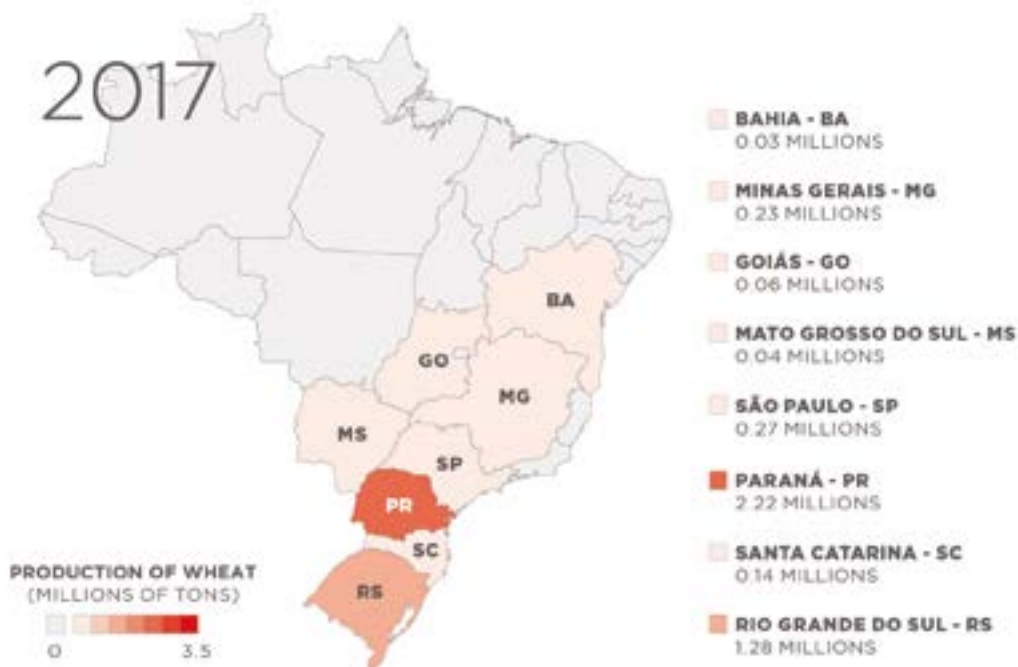 2017
BAHIA - BA
0.03 MILLIONS
MINAS GERAIS - MG
0.23 MILLIONS
GOIÁS - GO
0.06 MILLIONS
MATO GROSSO DO SUL - MS
0.04 MILLIONS
SÃO PAULO - SP
0.27 MILLIONS
PARANÁ - PR
2.22 MILLIONS
SANTA CATARINA - SC
0.14 MILLIONS
RIO GRANDE DO SUL - RS
1.28 MILLIONS
BA
GO
MG
MS
SP
PR
SC
RS
PRODUCTION OF WHEAT
(MILLIONS OF TONS)
0 3.5